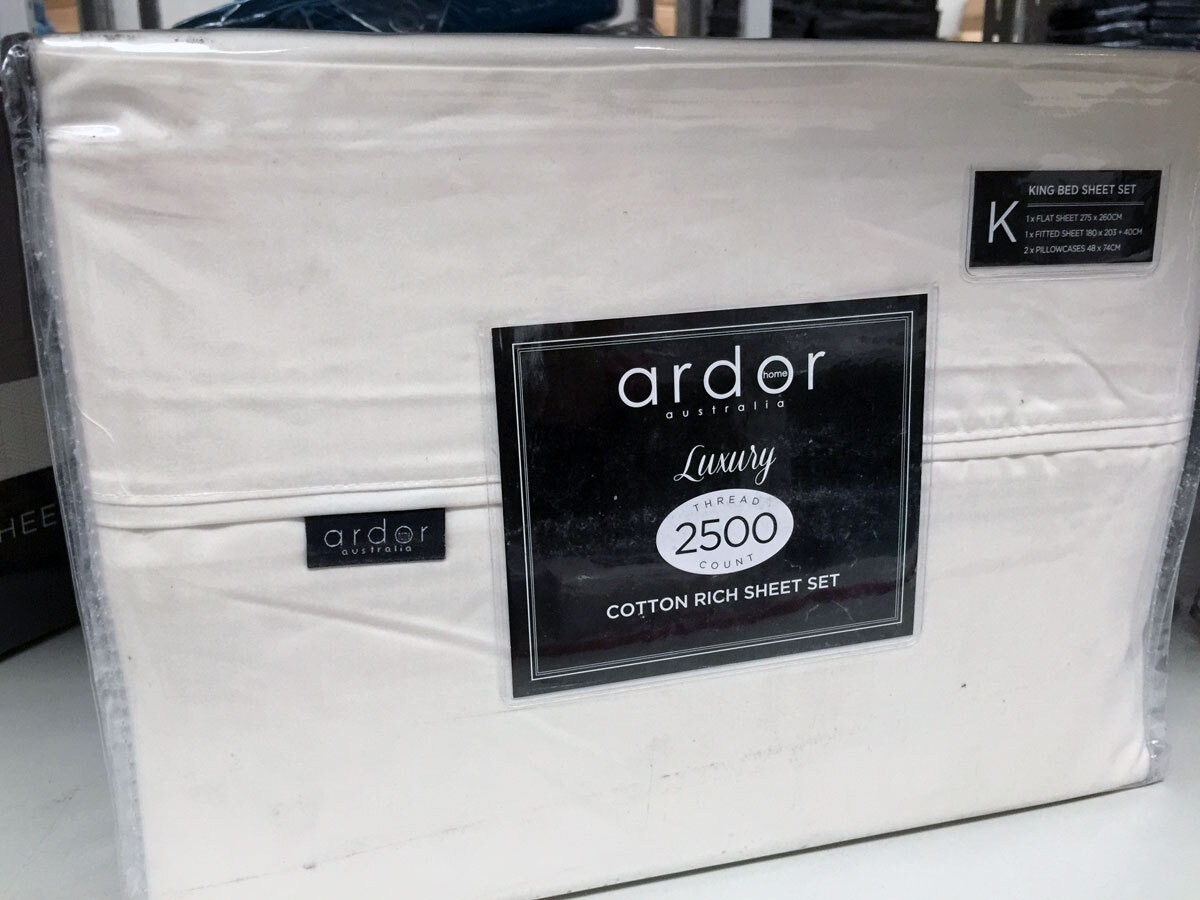 K
KING BED SHEET SET
1 x FLAT SHEET 275 x 260CM
1 x FITTED SHEET 180 x 203 + 40CM
2 x PILLOWCASES 48 x 74CM
ardor
home
australia
Luxury
THREAD
2500
COUNT
COTTON RICH SHEET SET
ardor
australia
HEE